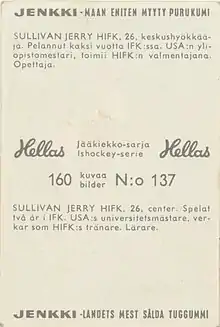 JENKKI - MAAN ENITEN MYYTY PURUKUMI
SULLIVAN JERRY HIFK, 26, keskushyökkää-
jä. Pelannut kaksi vuotta IFK:ssa. USA:n yli-
opistomestari, toimii HIFK:n valmentajana.
Opettaja.
Hellas Jääkiekko-sarja Hellas
Ishockey-serie
160 kuvaa N:o 137
bilder
SULLIVAN JERRY HIFK, 26, center. Spelat
två år i IFK. USA:s universitetsmästare, ver-
kar som HIFK:s tränare. Lärare.
JENKKI - LANDETS MEST SÅLDA TUGGUMMI